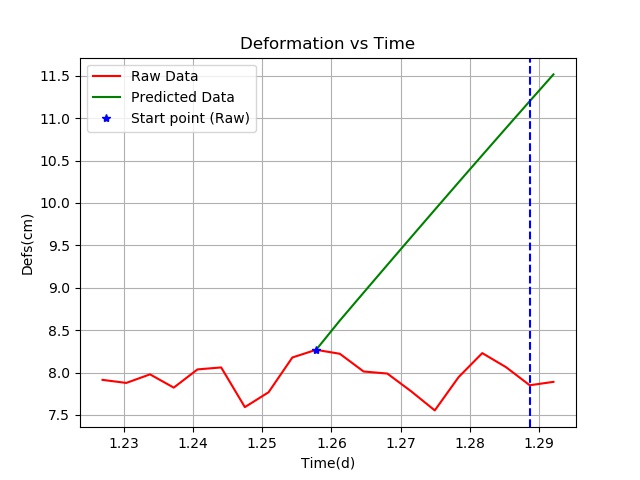 Deformation vs Time
Raw Data
Predicted Data
Start point (Raw)
11.5
11.0
10.5
10.0
9.5
9.0
8.5
8.0
7.5
Defs(cm)
1.23 1.24 1.25 1.26 1.27 1.28 1.29
Time(d)